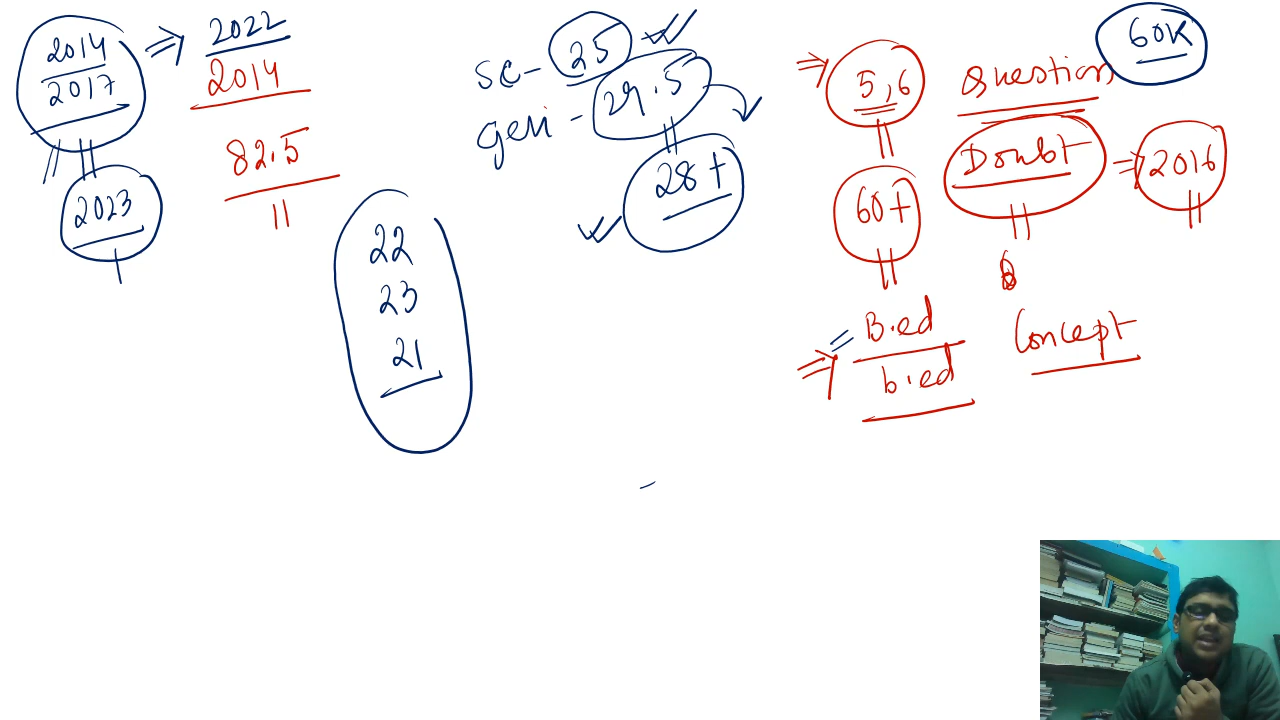 2014
2017
2023
2022
2014
82.5
22
23
21
SC - 25
gen - 29.5
28+
5,6 Question
60K
60+
Doubt
2016
B.ed
b.ed
Concept